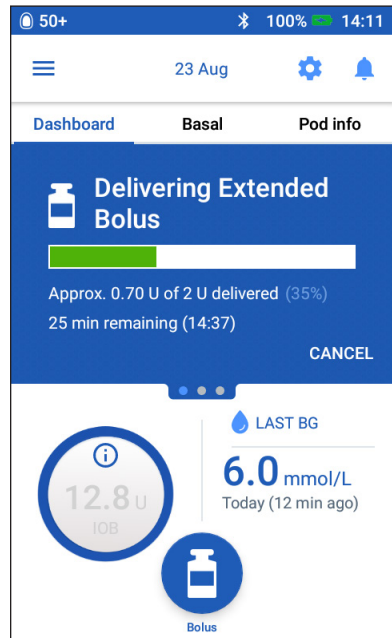 50+ 100% 14:11
23 Aug
Dashboard Basal Pod info
Delivering Extended
Bolus
Approx. 0.70 U of 2 U delivered (35%)
25 min remaining (14:37)
CANCEL
LAST BG
6.0 mmol/L
Today (12 min ago)
12.8 U
IOB
Bolus